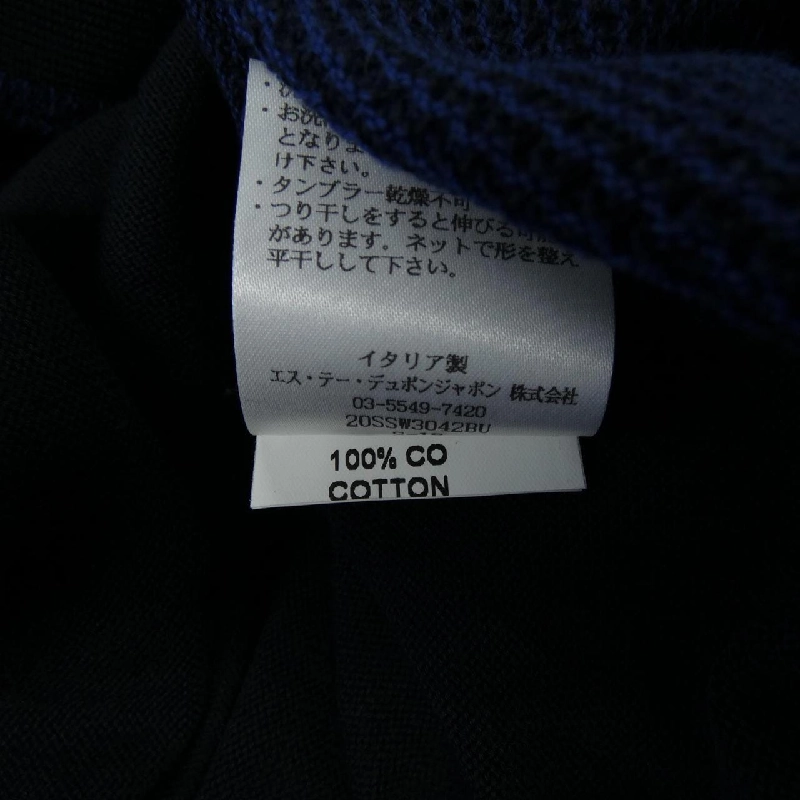 ・お洗
となりま
け下さい。
・タンブラー乾燥不可
・つり干しをすると伸びる可
があります。ネットで形を整え
平干しして下さい。
イタリア製
エス・テー・デュポンジャポン 株式会社
03-5549-7420
20SSW3042BU
100% CO
COTTON